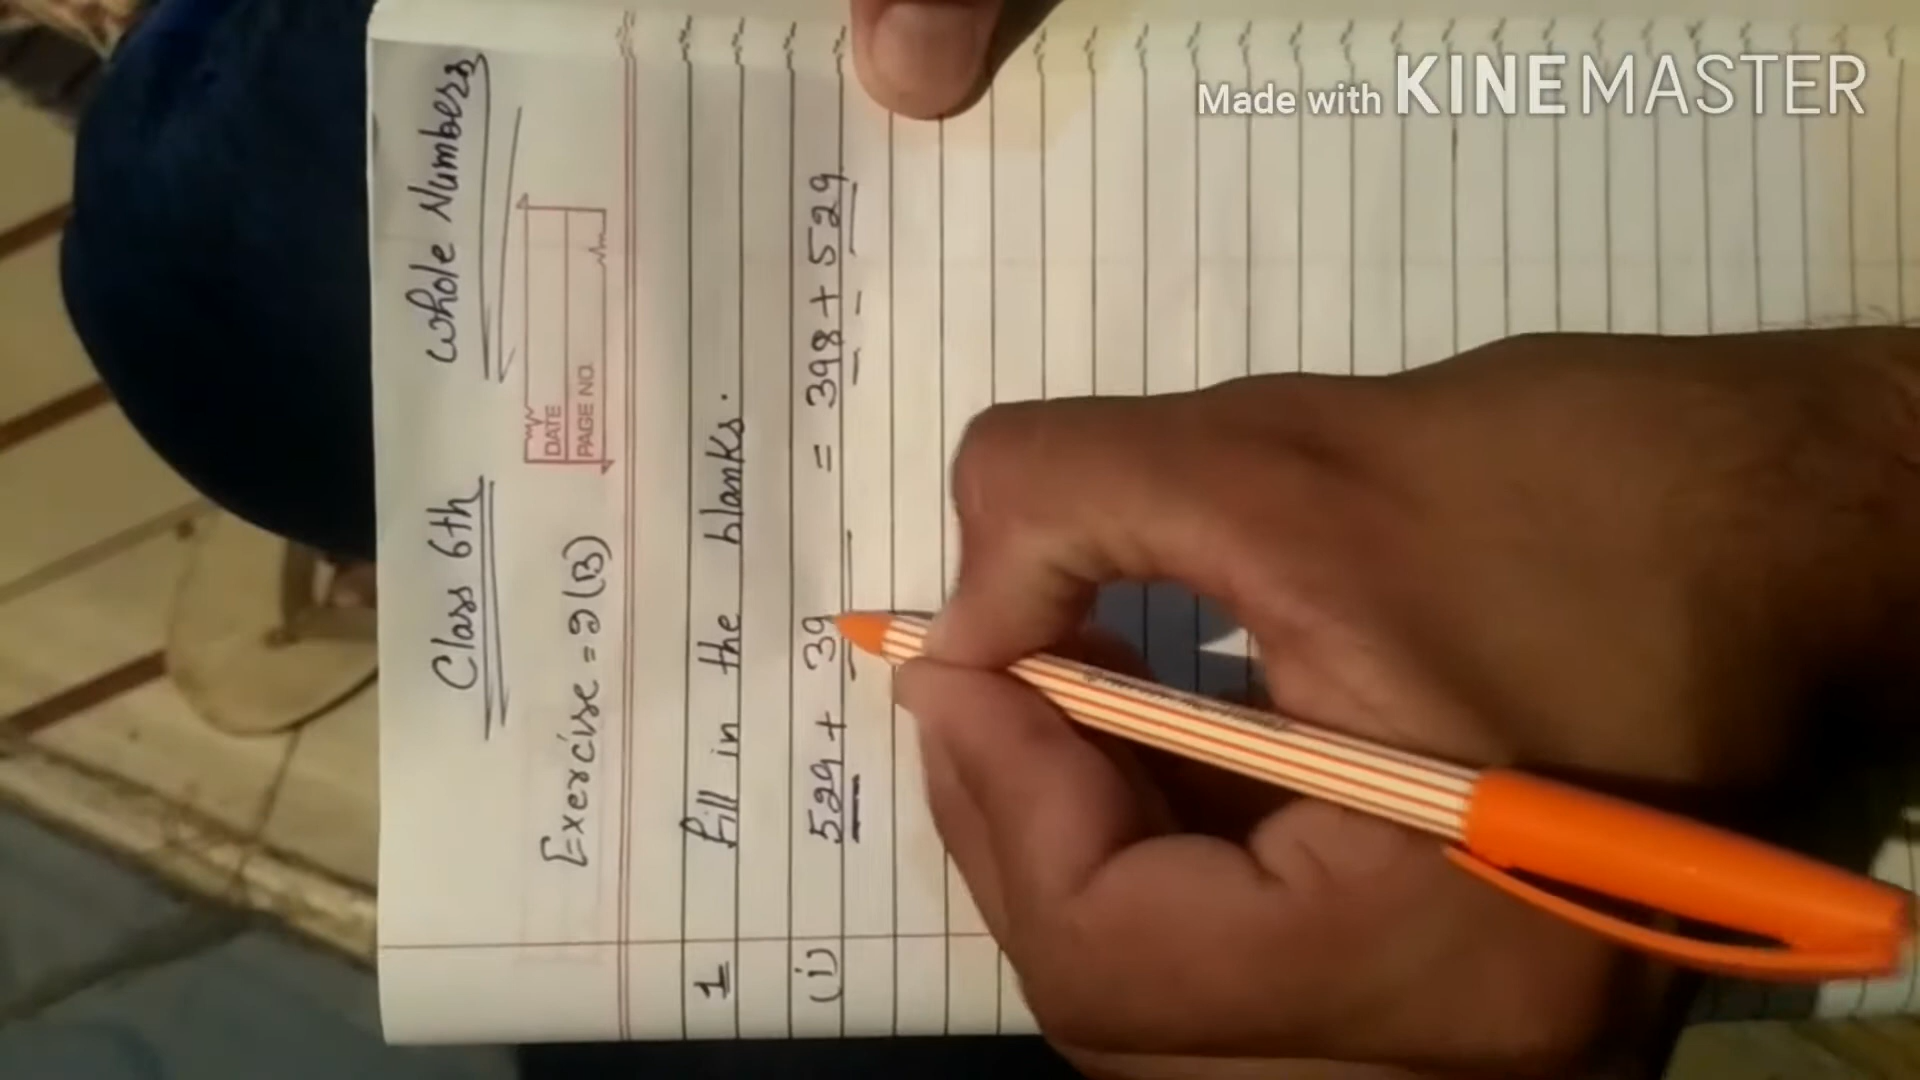 Made with KINEMASTER
Class 6th Whole Numbers
DATE
PAGE NO.
Exercise = 2(B)
1 fill in the blanks.
(i) 529 + 39 = 398 + 529